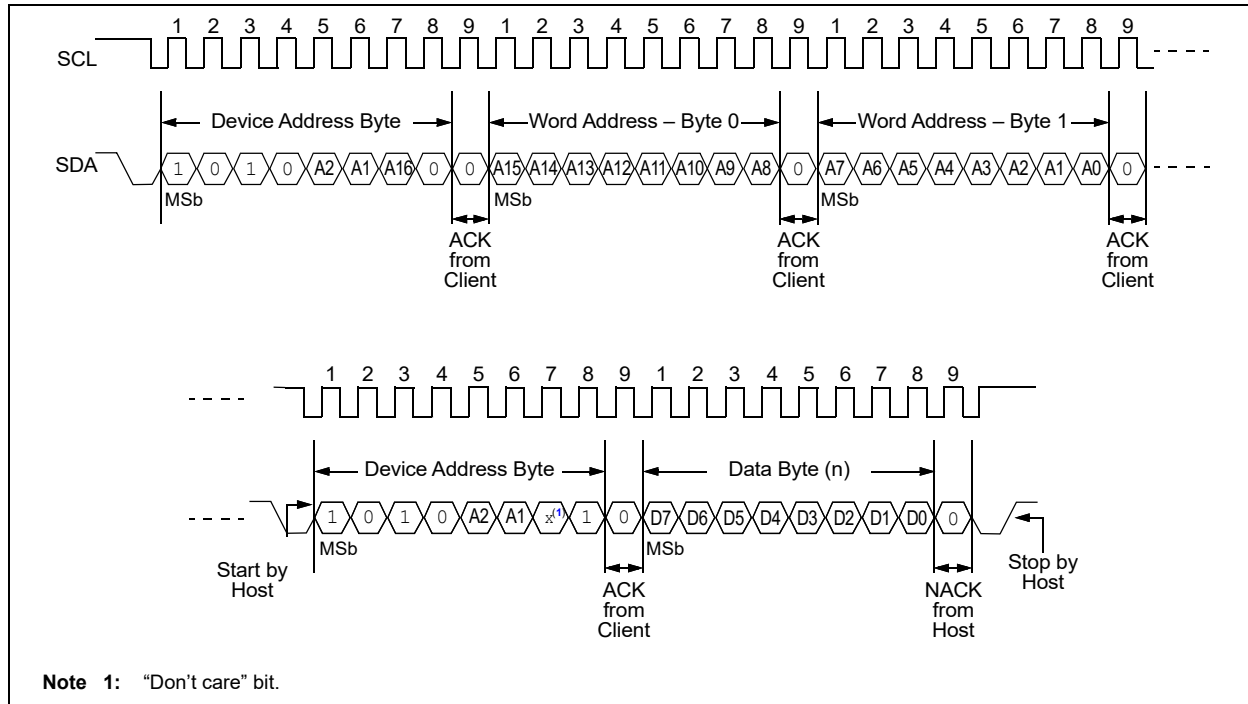 1 2 3 4 5 6 7 8 9 1 2 3 4 5 6 7 8 9 1 2 3 4 5 6 7 8 9
SCL
Device Address Byte Word Address – Byte 0 Word Address – Byte 1
SDA 1 0 1 0 A2 A1 A16 0 0 A15 A14 A13 A12 A11 A10 A9 A8 0 A7 A6 A5 A4 A3 A2 A1 A0 0
MSb MSb MSb
ACK from Client
ACK from Client
ACK from Client
1 2 3 4 5 6 7 8 9 1 2 3 4 5 6 7 8 9
Device Address Byte Data Byte (n)
1 0 1 0 A2 A1 x(1) 1 0 D7 D6 D5 D4 D3 D2 D1 D0 0
MSb MSb
Start by Host
ACK from Client
NACK from Host
Stop by Host
Note 1: “Don’t care” bit.